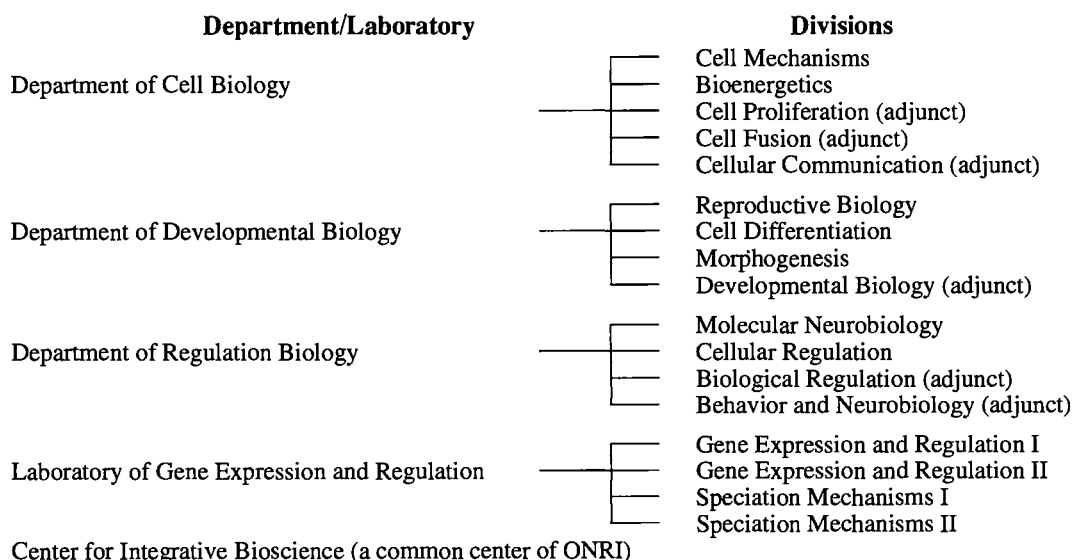 Department/Laboratory Divisions
Cell Mechanisms
Department of Cell Biology Bioenergetics
Cell Proliferation (adjunct)
Cell Fusion (adjunct)
Cellular Communication (adjunct)
Reproductive Biology
Department of Developmental Biology Cell Differentiation
Morphogenesis
Developmental Biology (adjunct)
Molecular Neurobiology
Department of Regulation Biology Cellular Regulation
Biological Regulation (adjunct)
Behavior and Neurobiology (adjunct)
Gene Expression and Regulation I
Laboratory of Gene Expression and Regulation Gene Expression and Regulation II
Speciation Mechanisms I
Speciation Mechanisms II
Center for Integrative Bioscience (a common center of ONRI)